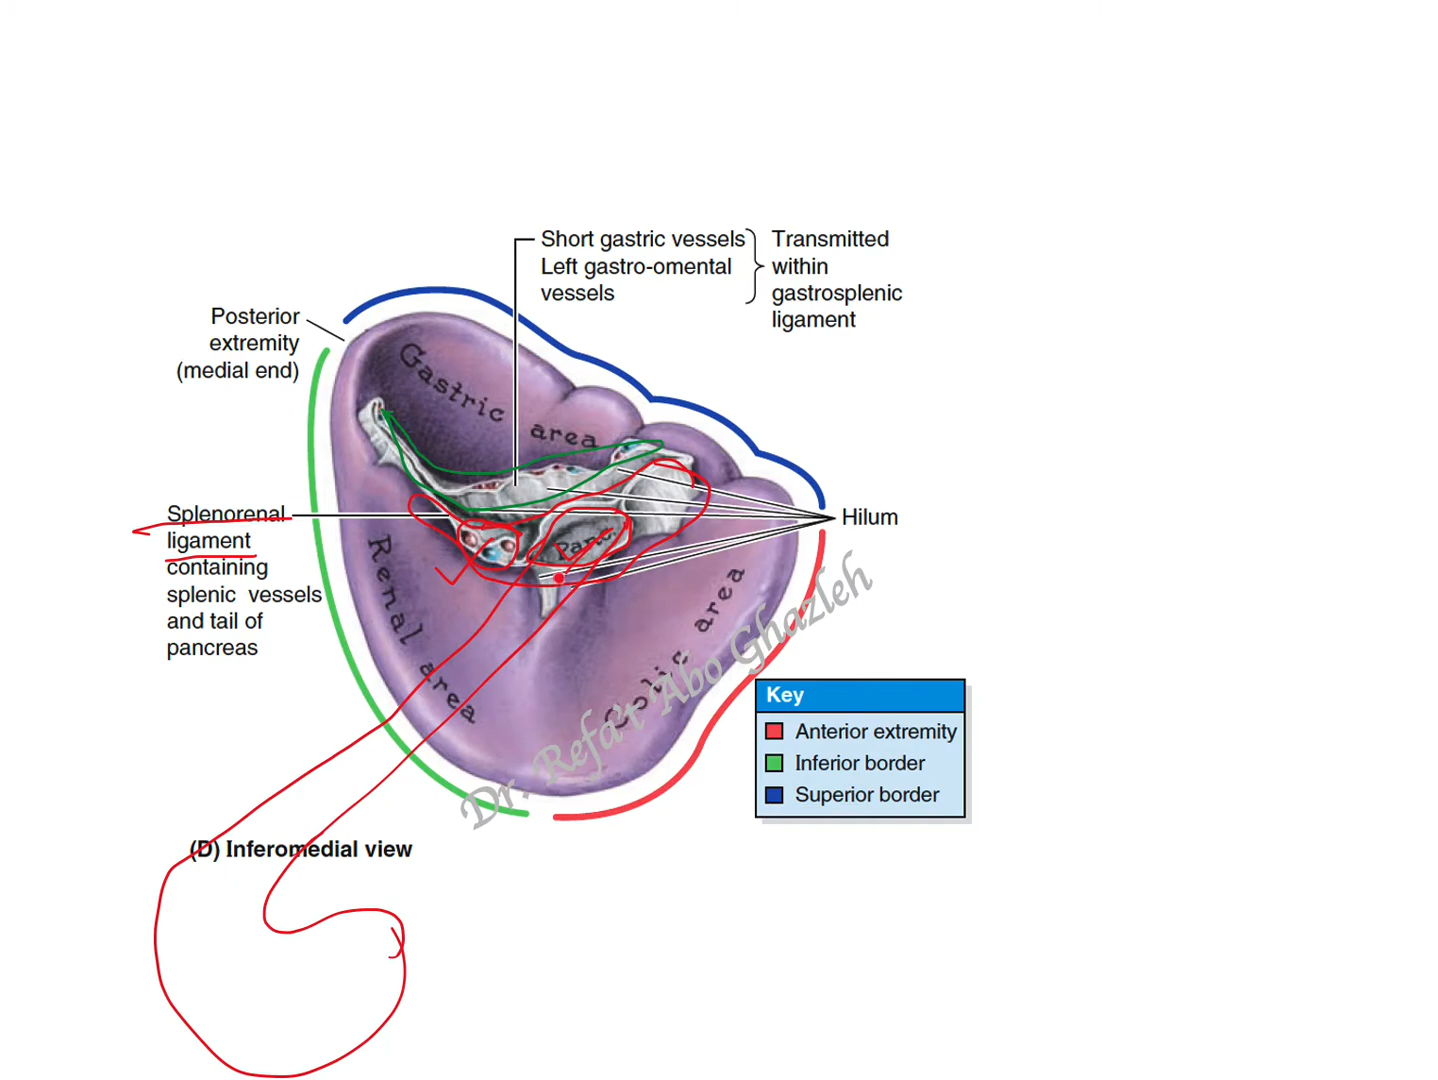 Short gastric vessels
Left gastro-omental
vessels
Transmitted
within
gastrosplenic
ligament
Posterior
extremity
(medial end)
Gastric area
Splenorenal
ligament
containing
splenic vessels
and tail of
pancreas
Hilum
Panc.
Renal area
Colic area
Dr. Refa't Abo Ghazleh
Key
Anterior extremity
Inferior border
Superior border
(D) Inferomedial view